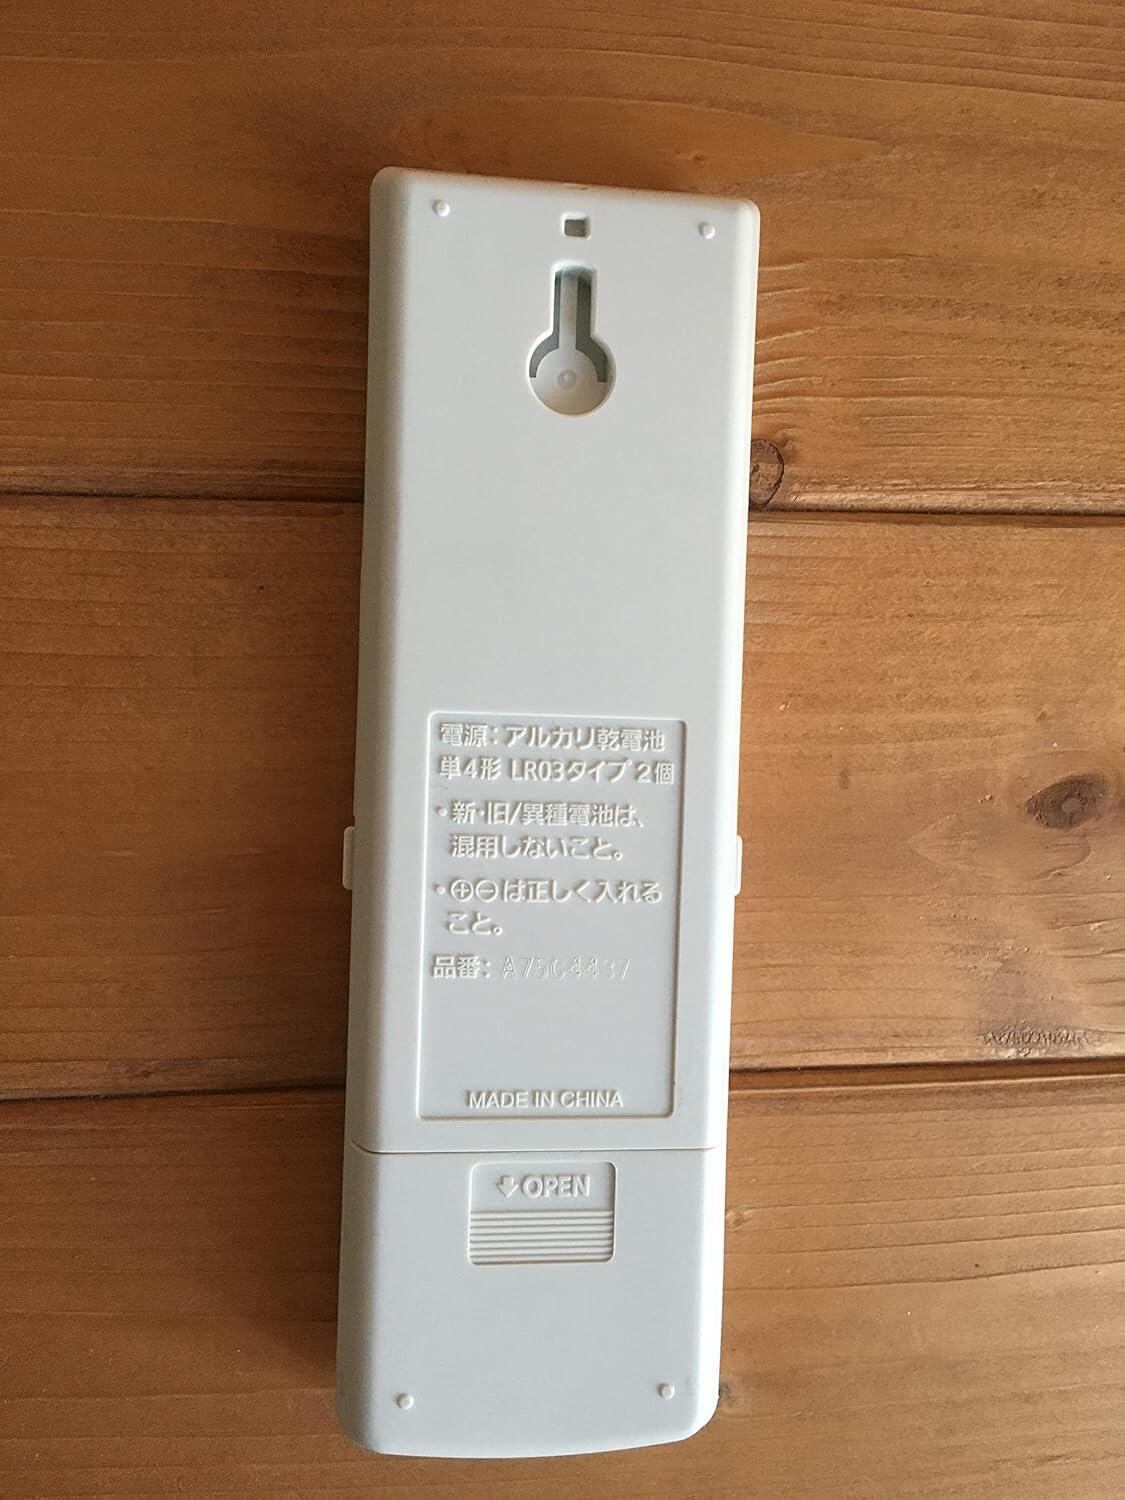 電源：アルカリ乾電池
単4形 LR03タイプ 2個
・新・旧/異種電池は、
混用しないこと。
・⊕⊖は正しく入れる
こと。
品番：A75C4437
MADE IN CHINA
OPEN